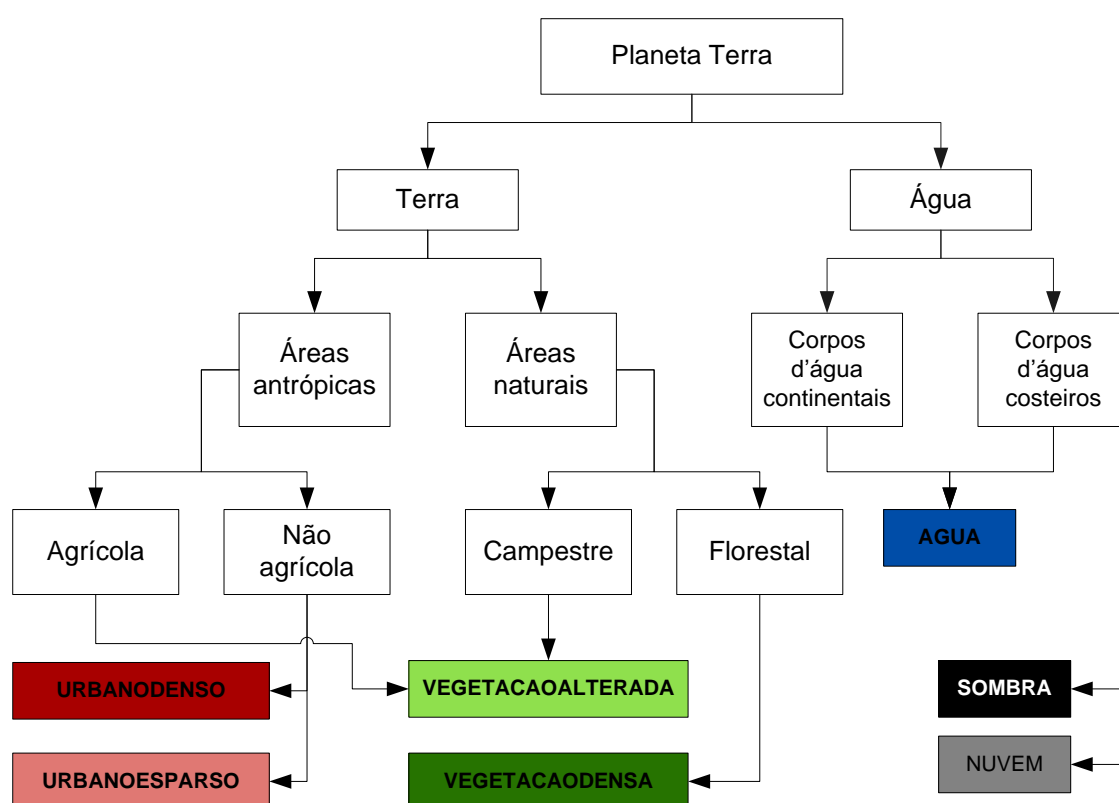 Planeta Terra
Terra
Água
Áreas
antrópicas
Áreas
naturais
Corpos
d’água
continentais
Corpos
d’água
costeiros
Agrícola
Não
agrícola
Campestre
Florestal
AGUA
URBANODENSO
VEGETACAOALTERADA
SOMBRA
URBANOESPARSO
VEGETACAODENSA
NUVEM